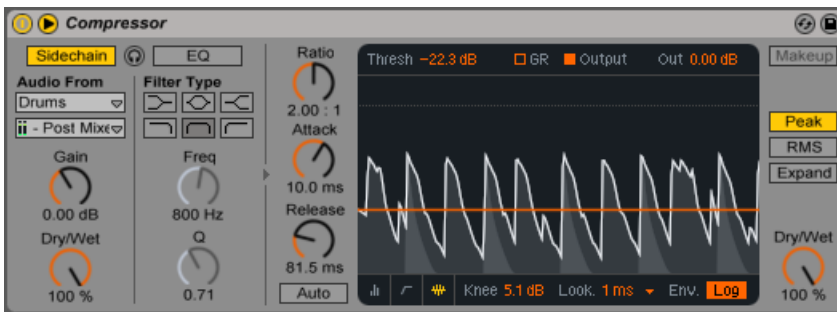 Compressor
Sidechain EQ
Audio From Filter Type
Drums
ii - Post Mixe
Gain Freq
0.00 dB 800 Hz
Dry/Wet Q
100 % 0.71
Ratio
2.00 : 1
Attack
10.0 ms
Release
81.5 ms
Auto
Thresh -22.3 dB GR Output Out 0.00 dB
Knee 5.1 dB Look. 1 ms Env. Log
Makeup
Peak
RMS
Expand
Dry/Wet
100 %